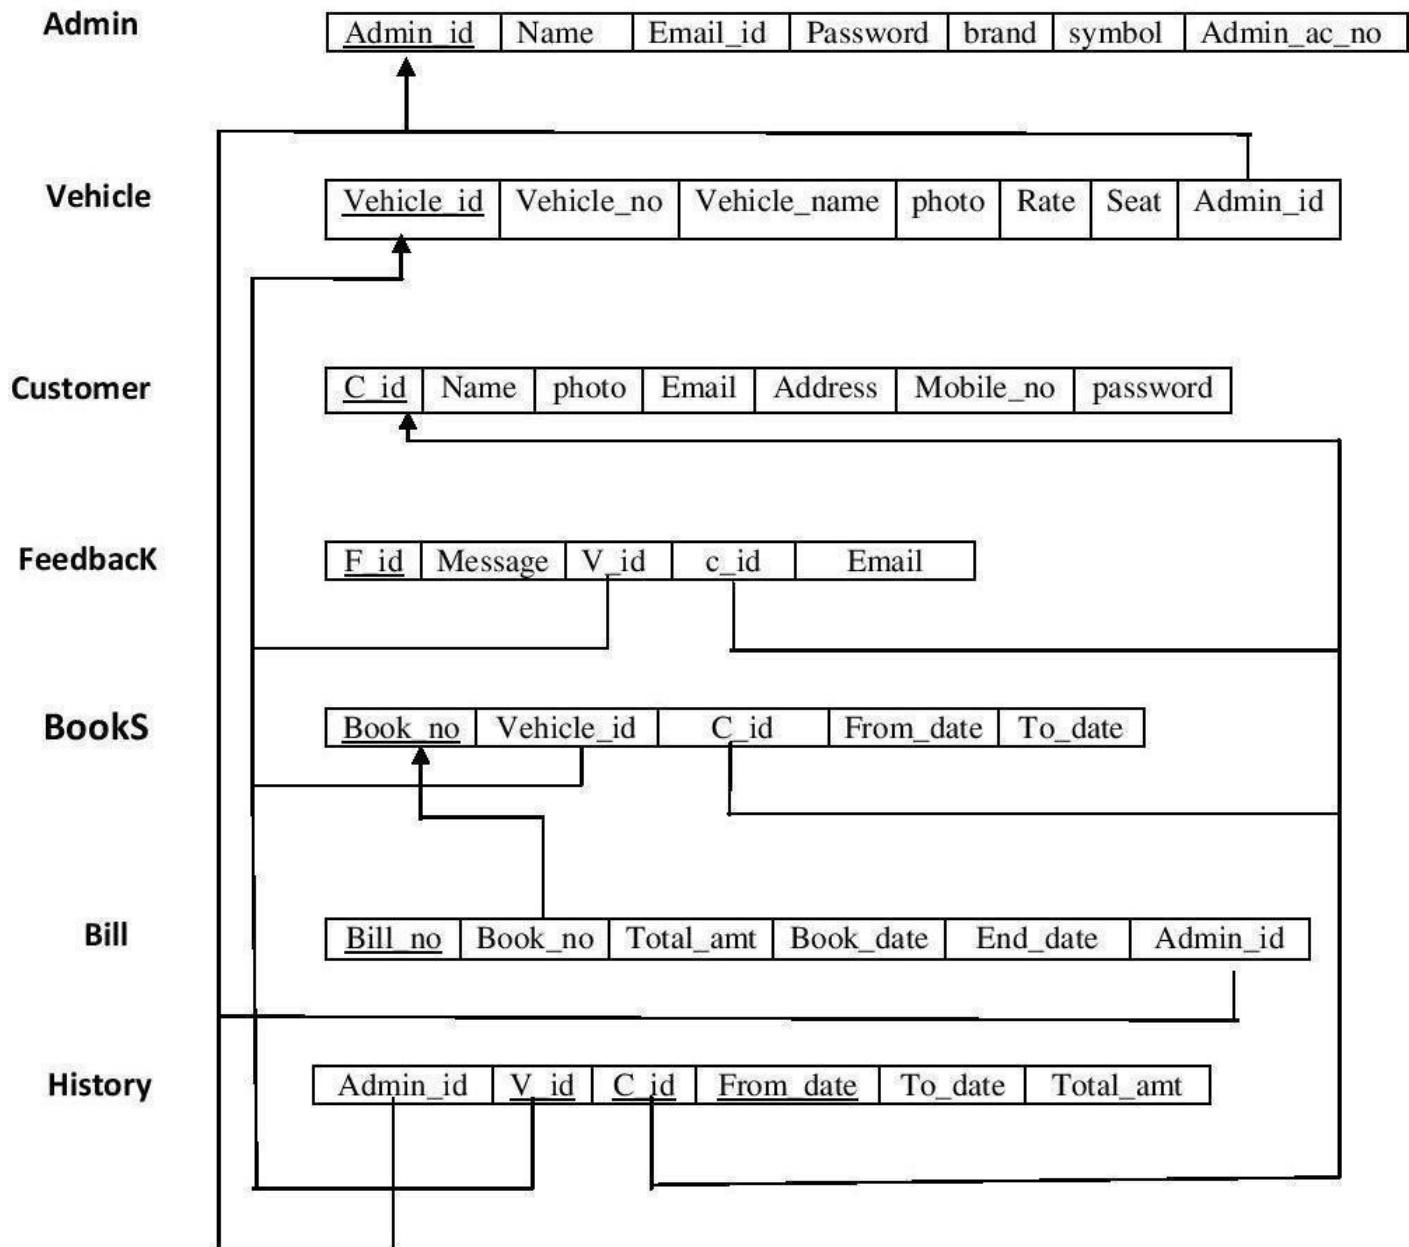 Admin Admin_id Name Email_id Password brand symbol Admin_ac_no
Vehicle Vehicle_id Vehicle_no Vehicle_name photo Rate Seat Admin_id
Customer C_id Name photo Email Address Mobile_no password
FeedbacK F_id Message V_id c_id Email
BookS Book_no Vehicle_id C_id From_date To_date
Bill Bill_no Book_no Total_amt Book_date End_date Admin_id
History Admin_id V_id C_id From_date To_date Total_amt